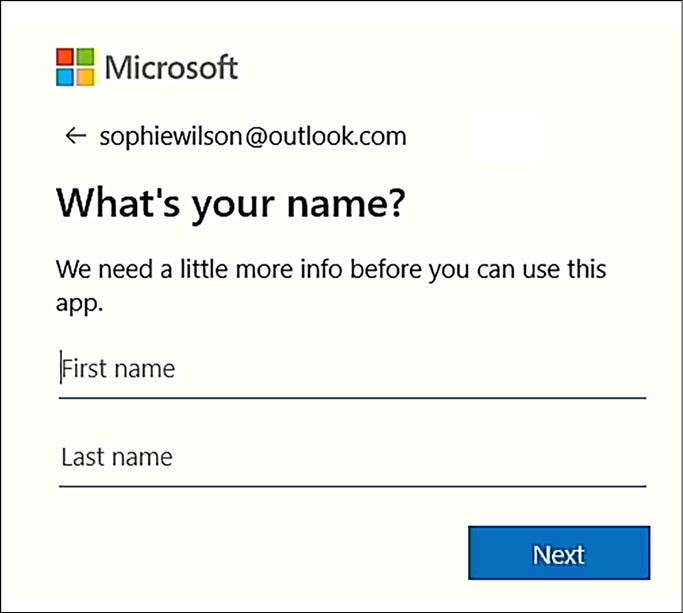 Microsoft
← sophiewilson@outlook.com
What's your name?
We need a little more info before you can use this
app.
First name
Last name
Next